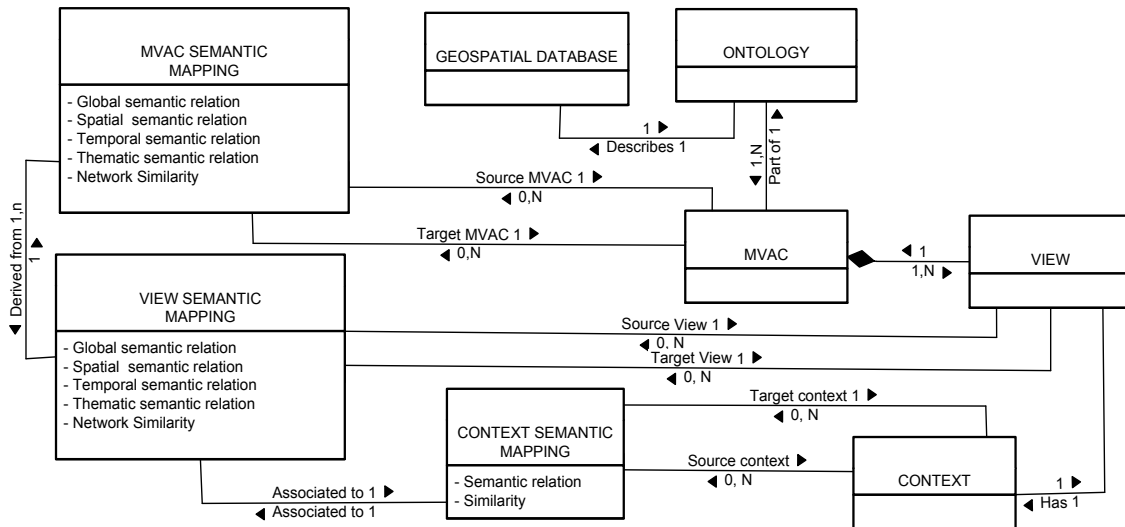 MVAC SEMANTIC
MAPPING
- Global semantic relation
- Spatial  semantic relation
- Temporal semantic relation
- Thematic semantic relation
- Network Similarity
GEOSPATIAL DATABASE
ONTOLOGY
1
Describes 1
1,N
Part of 1
Source MVAC 1
0,N
Target MVAC 1
0,N
MVAC
1
1,N
VIEW
Derived from 1,n
1
VIEW SEMANTIC
MAPPING
- Global semantic relation
- Spatial  semantic relation
- Temporal semantic relation
- Thematic semantic relation
- Network Similarity
Source View 1
0, N
Target View 1
0, N
CONTEXT SEMANTIC
MAPPING
- Semantic relation
- Similarity
Target context 1
0, N
Source context
0, N
CONTEXT
1
Has 1
Associated to 1
Associated to 1